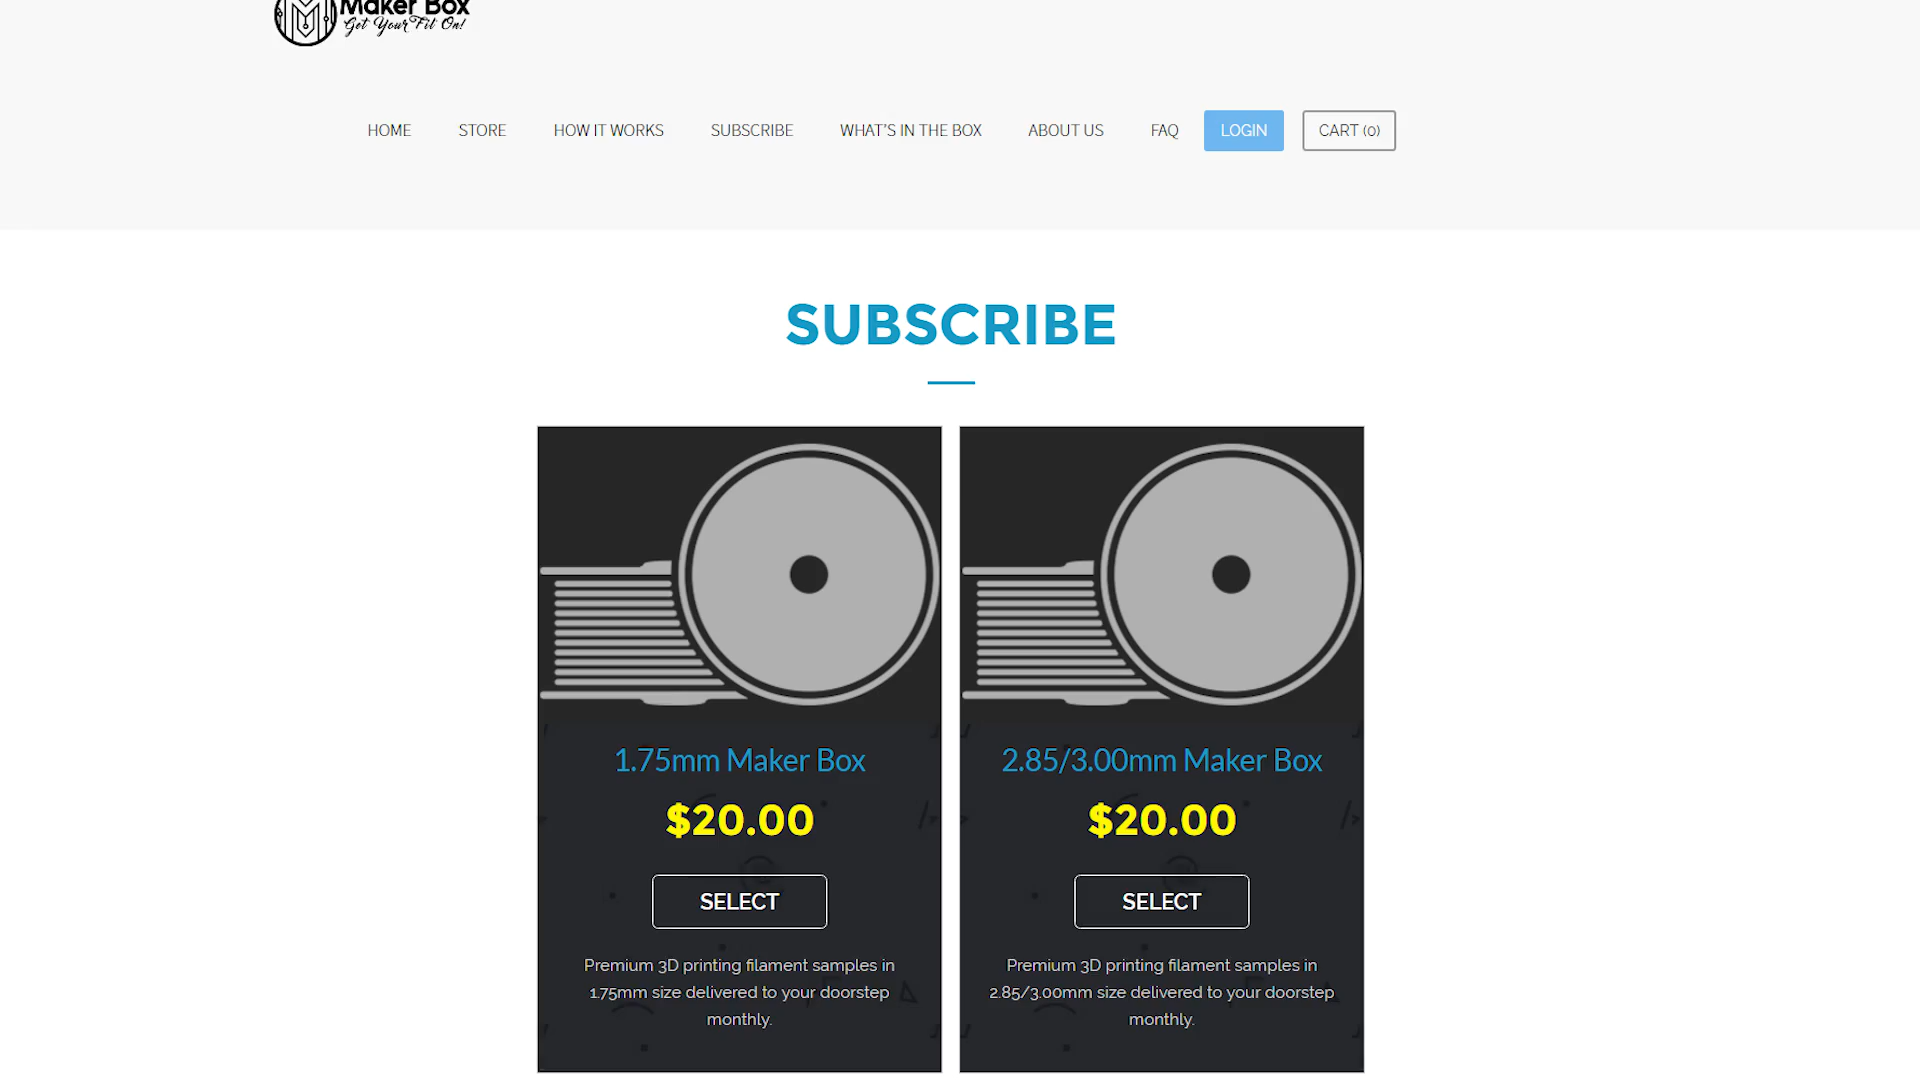 Maker Box
Get Your Fil On!
HOME STORE HOW IT WORKS SUBSCRIBE WHAT'S IN THE BOX ABOUT US FAQ LOGIN CART (0)
SUBSCRIBE
1.75mm Maker Box
$20.00
SELECT
Premium 3D printing filament samples in
1.75mm size delivered to your doorstep
monthly.
2.85/3.00mm Maker Box
$20.00
SELECT
Premium 3D printing filament samples in
2.85/3.00mm size delivered to your doorstep
monthly.